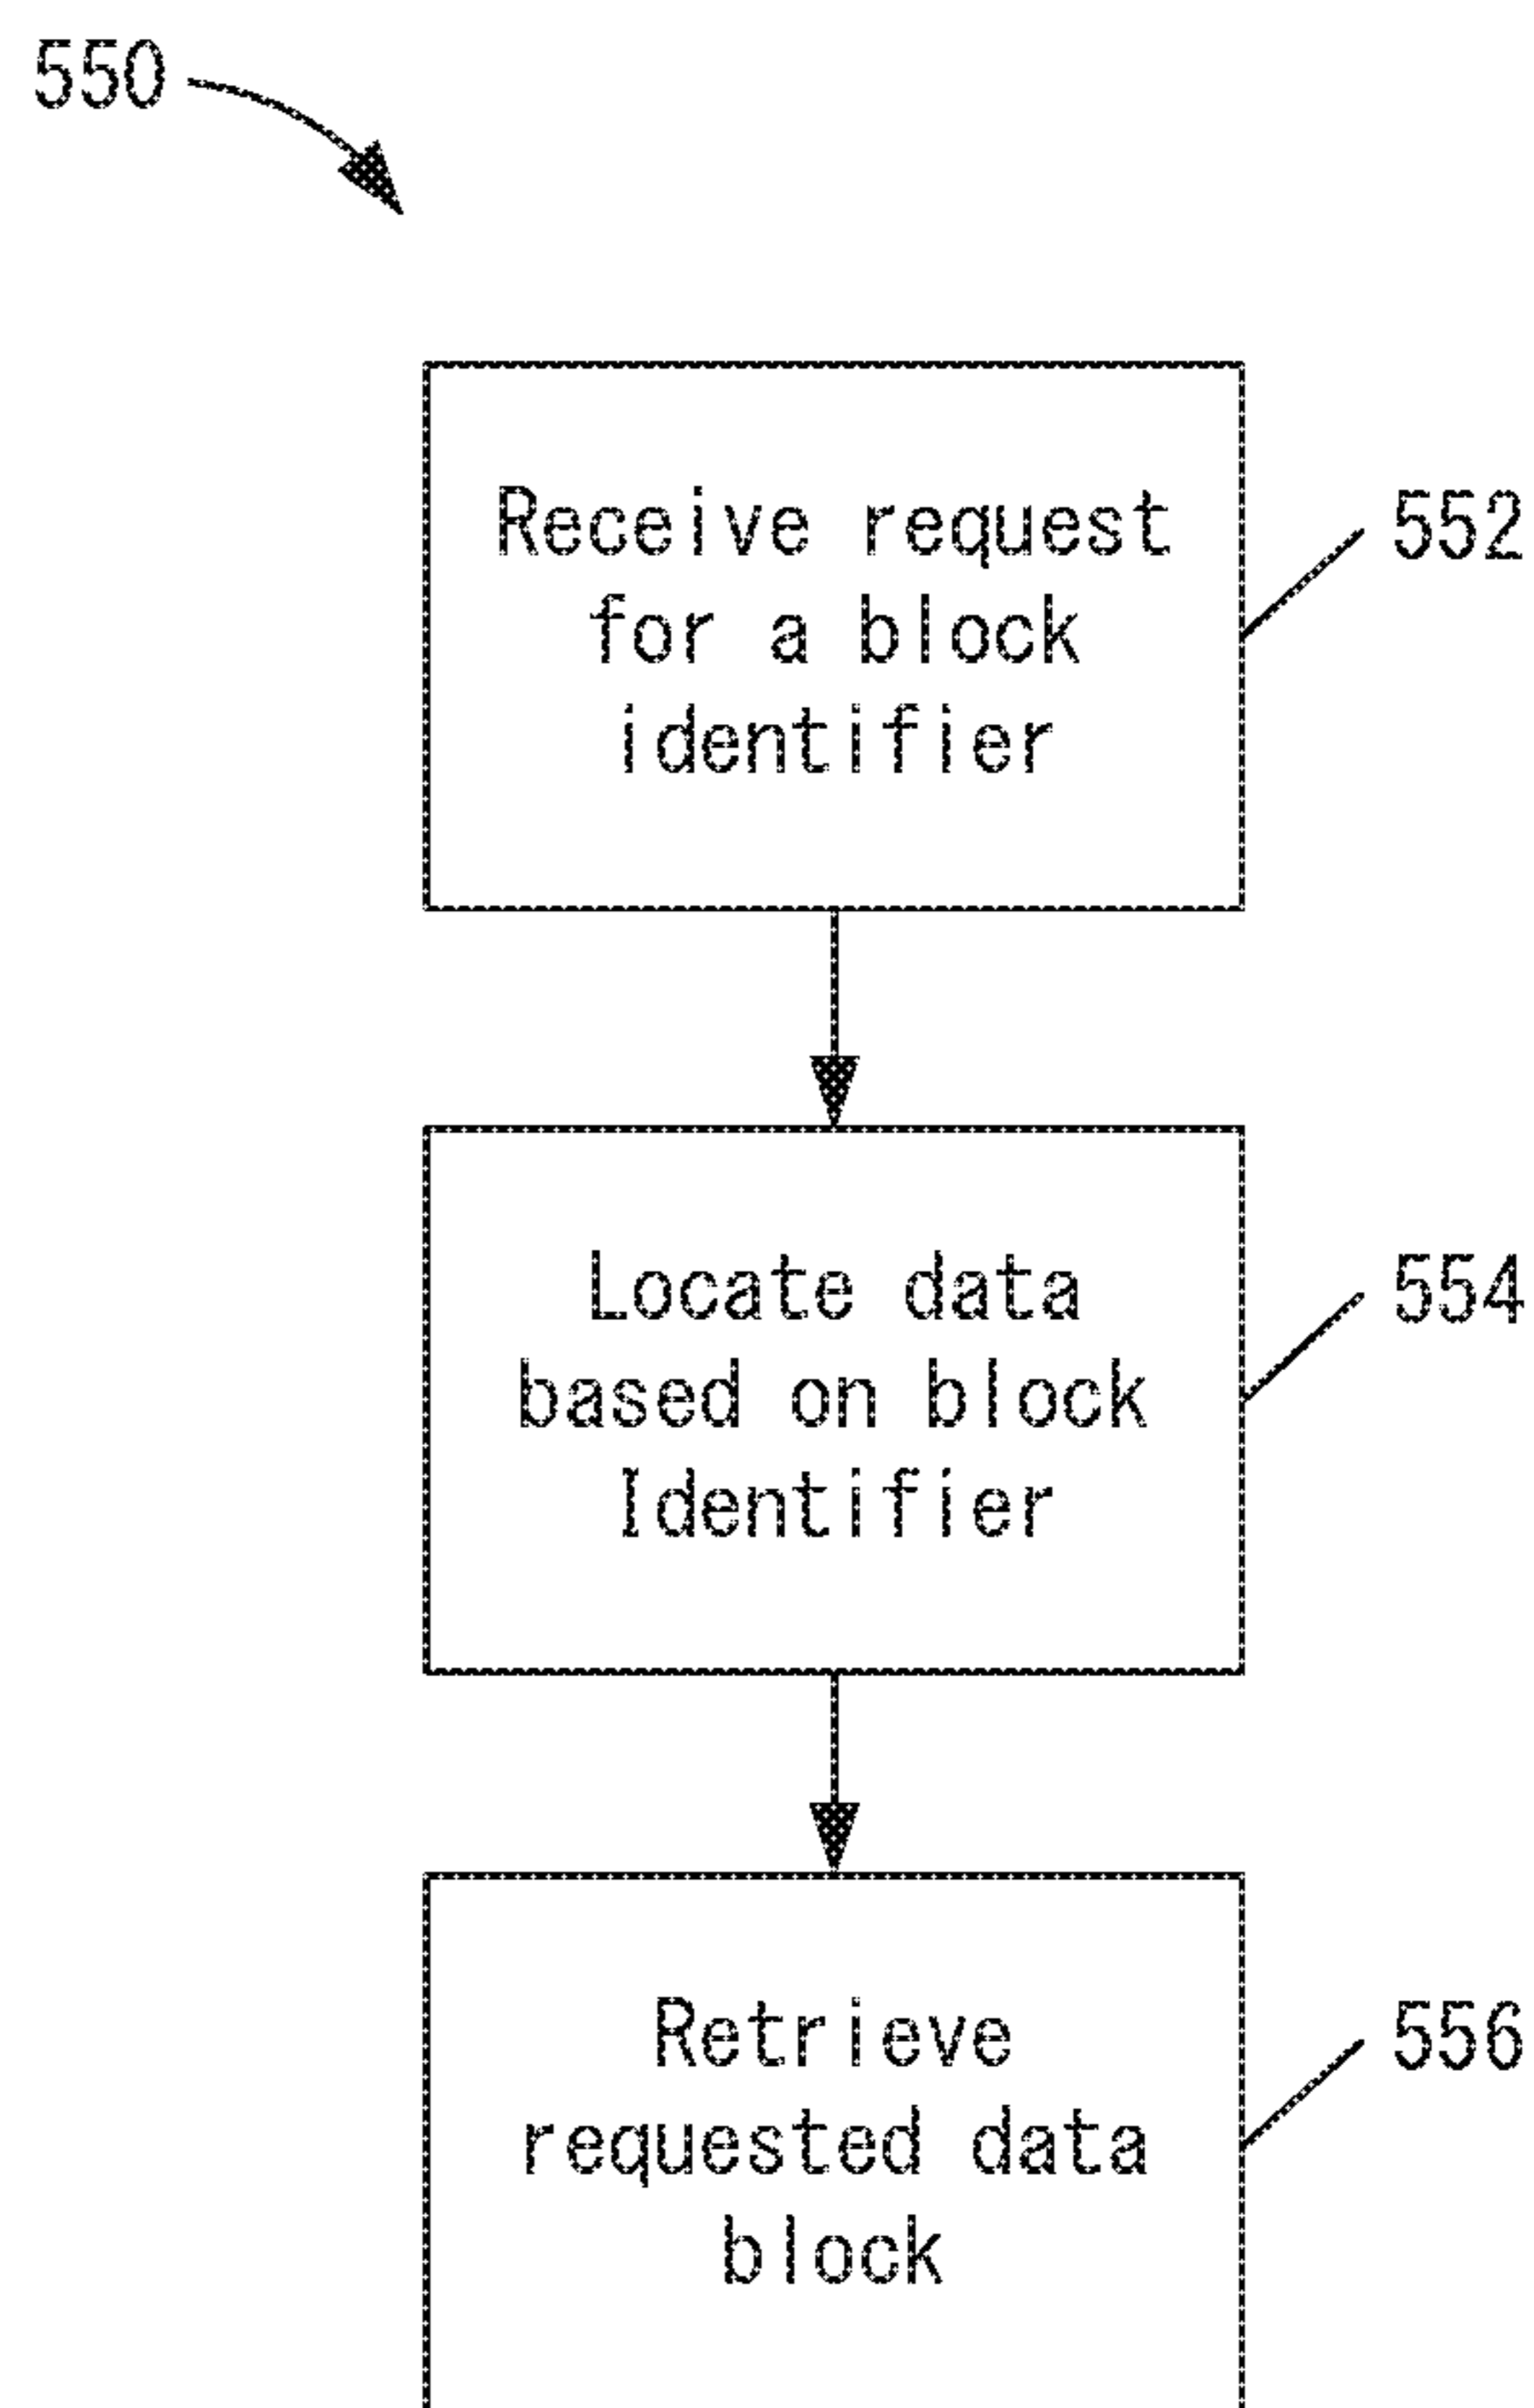 550
Receive request
for a block
identifier
552
Locate data
based on block
Identifier
554
Retrieve
requested data
block
556